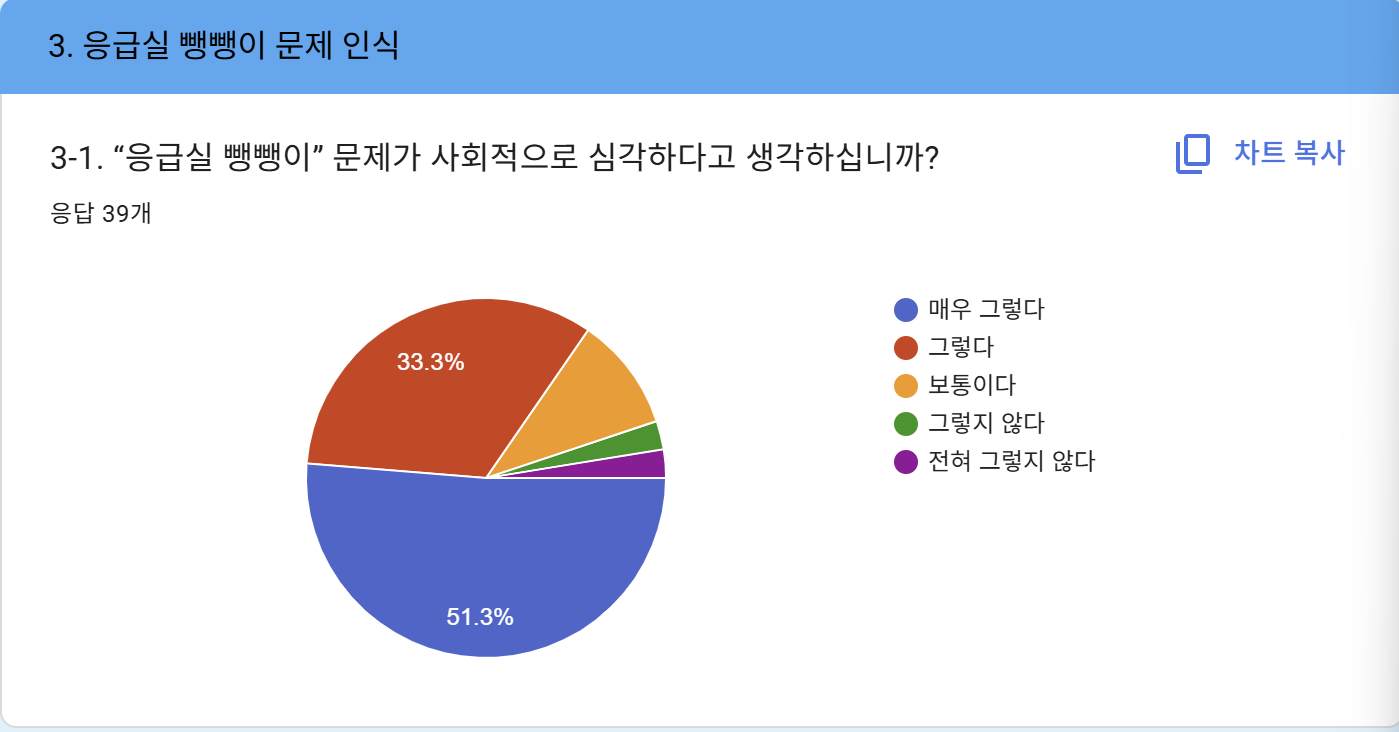 3. 응급실 뺑뺑이 문제 인식
3-1. “응급실 뺑뺑이” 문제가 사회적으로 심각하다고 생각하십니까?
차트 복사
응답 39개
매우 그렇다
그렇다
보통이다
그렇지 않다
전혀 그렇지 않다
33.3%
51.3%